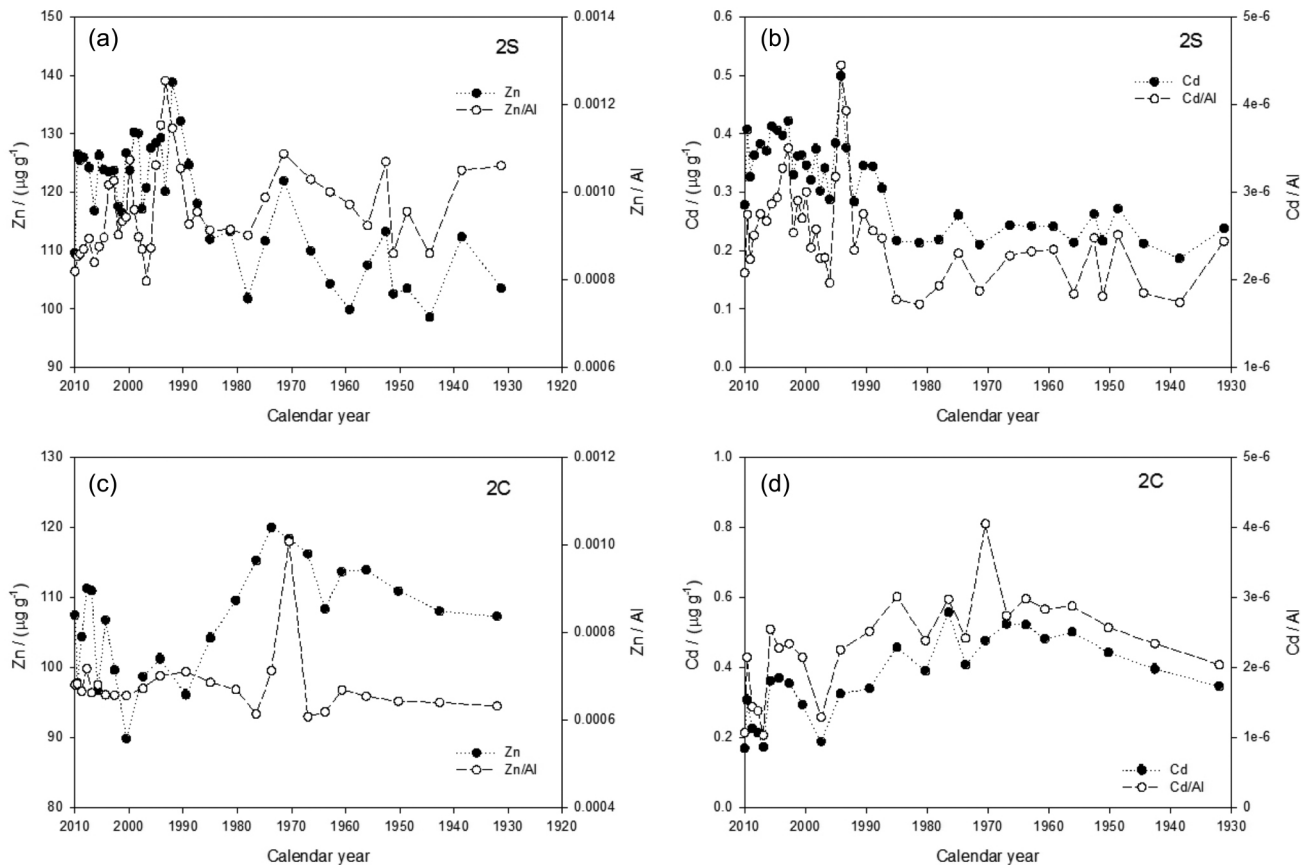 (a)
2S
Zn
Zn/Al
Zn / (µg g⁻¹)
150
140
130
120
110
100
90
0.0014
0.0012
0.0010
0.0008
0.0006
Zn / Al
2010 2000 1990 1980 1970 1960 1950 1940 1930 1920
Calendar year
(b)
2S
Cd
Cd/Al
Cd / (µg g⁻¹)
0.6
0.5
0.4
0.3
0.2
0.1
0.0
5e-6
4e-6
3e-6
2e-6
1e-6
Cd / Al
2010 2000 1990 1980 1970 1960 1950 1940 1930
Calendar year
(c)
2C
Zn
Zn/Al
Zn / (µg g⁻¹)
130
120
110
100
90
80
0.0012
0.0010
0.0008
0.0006
0.0004
Zn / Al
2010 2000 1990 1980 1970 1960 1950 1940 1930 1920
Calendar year
(d)
2C
Cd
Cd/Al
Cd / (µg g⁻¹)
1.0
0.8
0.6
0.4
0.2
0.0
5e-6
4e-6
3e-6
2e-6
1e-6
0
Cd / Al
2010 2000 1990 1980 1970 1960 1950 1940 1930
Calendar year